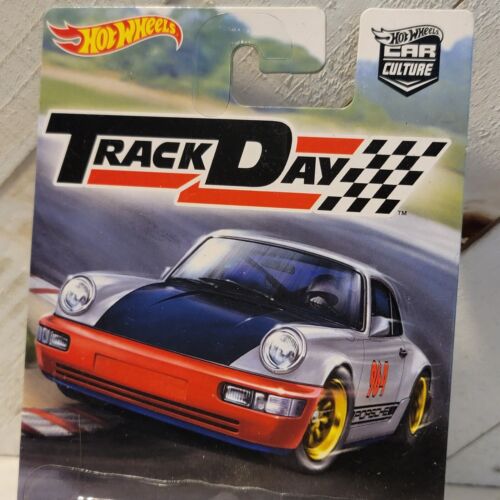 Hot Wheels
Hot Wheels
CAR
CULTURE
TRACK DAY
TM
964
PORSCHE